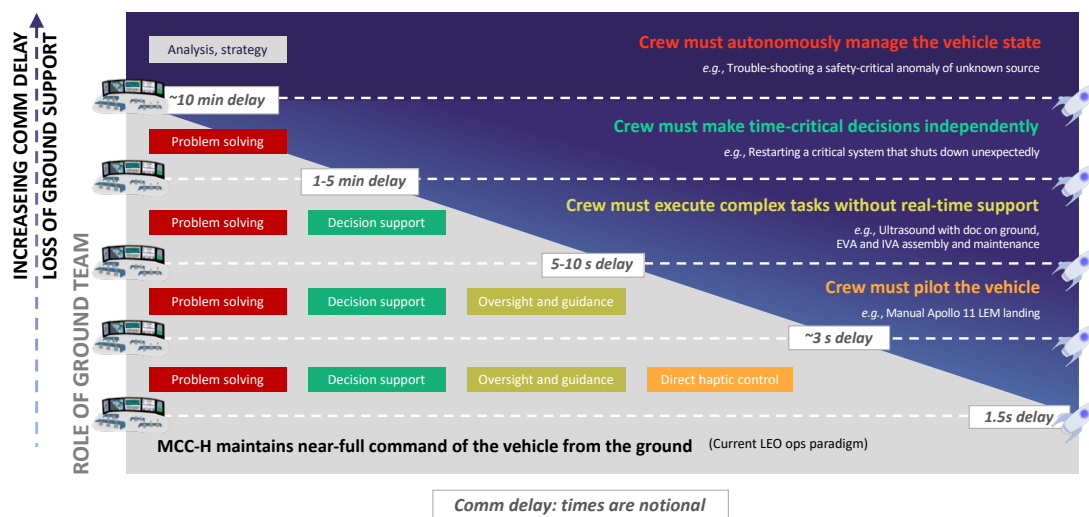 INCREASEING COMM DELAY
LOSS OF GROUND SUPPORT
ROLE OF GROUND TEAM
Analysis, strategy
Crew must autonomously manage the vehicle state
e.g., Trouble-shooting a safety-critical anomaly of unknown source
~10 min delay
Problem solving
Crew must make time-critical decisions independently
e.g., Restarting a critical system that shuts down unexpectedly
1-5 min delay
Problem solving
Decision support
Crew must execute complex tasks without real-time support
e.g., Ultrasound with doc on ground,
EVA and IVA assembly and maintenance
5-10 s delay
Problem solving
Decision support
Oversight and guidance
Crew must pilot the vehicle
e.g., Manual Apollo 11 LEM landing
~3 s delay
Problem solving
Decision support
Oversight and guidance
Direct haptic control
1.5s delay
MCC-H maintains near-full command of the vehicle from the ground (Current LEO ops paradigm)
Comm delay: times are notional